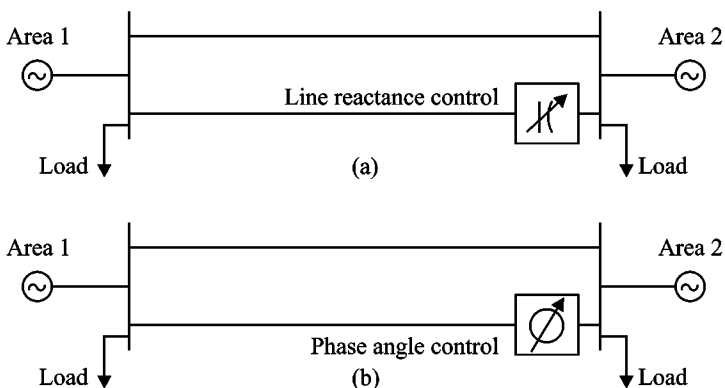 Area 1
Area 2
Line reactance control
Load
Load
(a)
Area 1
Area 2
Phase angle control
Load
Load
(b)